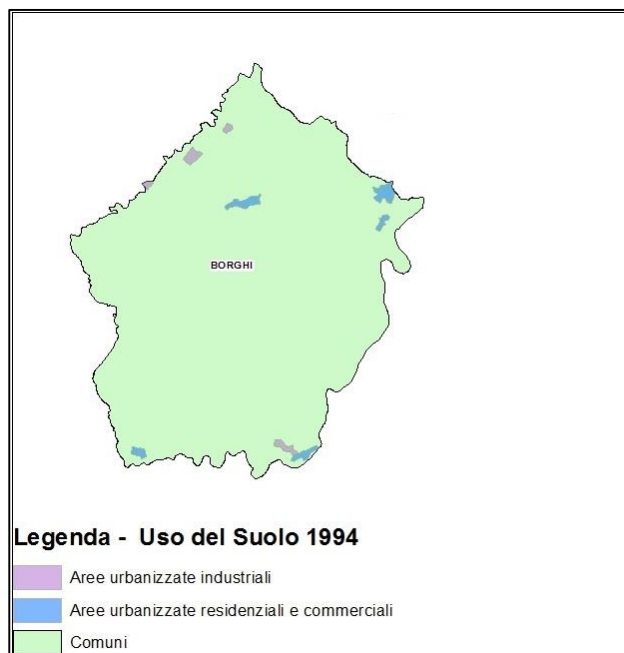 BORGHI
Legenda - Uso del Suolo 1994
Aree urbanizzate industriali
Aree urbanizzate residenziali e commerciali
Comuni